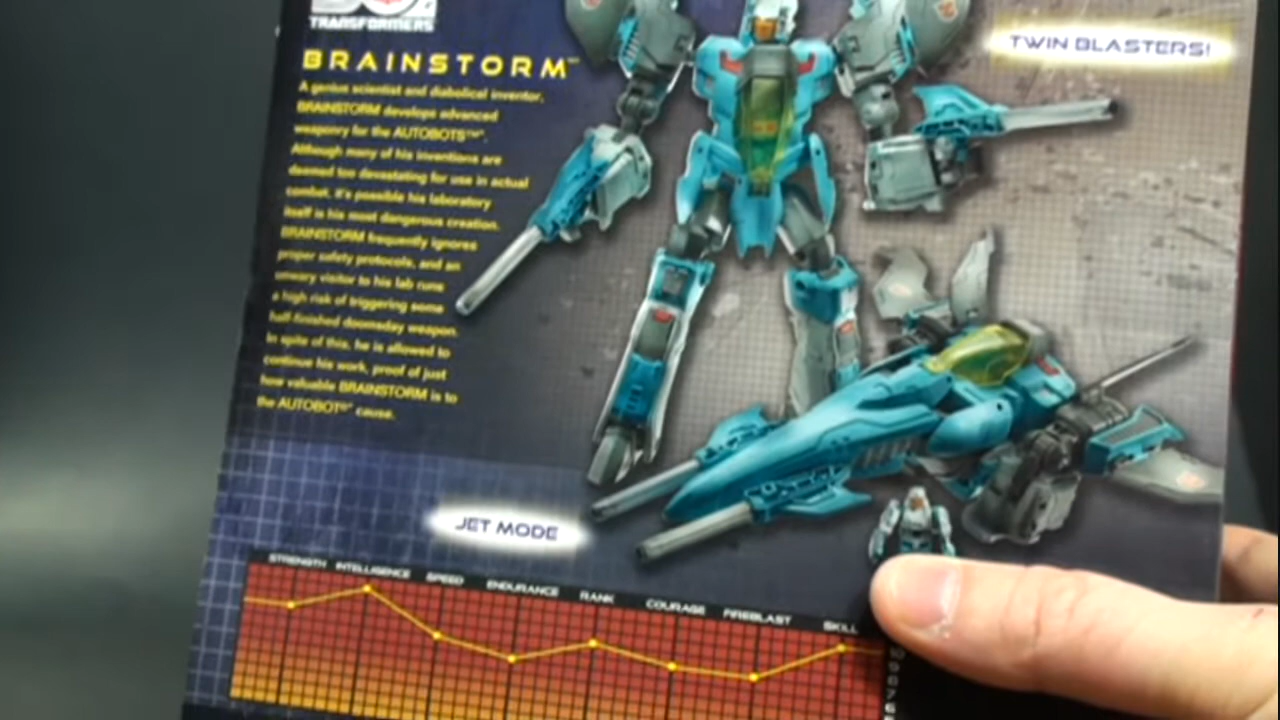 TRANSFORMERS
BRAINSTORM™
A genius scientist and diabolical inventor,
BRAINSTORM develops advanced
weaponry for the AUTOBOTS™.
Although many of his inventions are
deemed too devastating for use in actual
combat, it's possible his laboratory
itself is his most dangerous creation.
BRAINSTORM frequently ignores
proper safety protocols, and an
unwary visitor to his lab runs
a high risk of triggering some
half-finished doomsday weapon.
In spite of this, he is allowed to
continue his work, proof of just
how valuable BRAINSTORM is to
the AUTOBOT® cause.
TWIN BLASTERS!
JET MODE
STRENGTH INTELLIGENCE SPEED ENDURANCE RANK COURAGE FIREBLAST SKILL